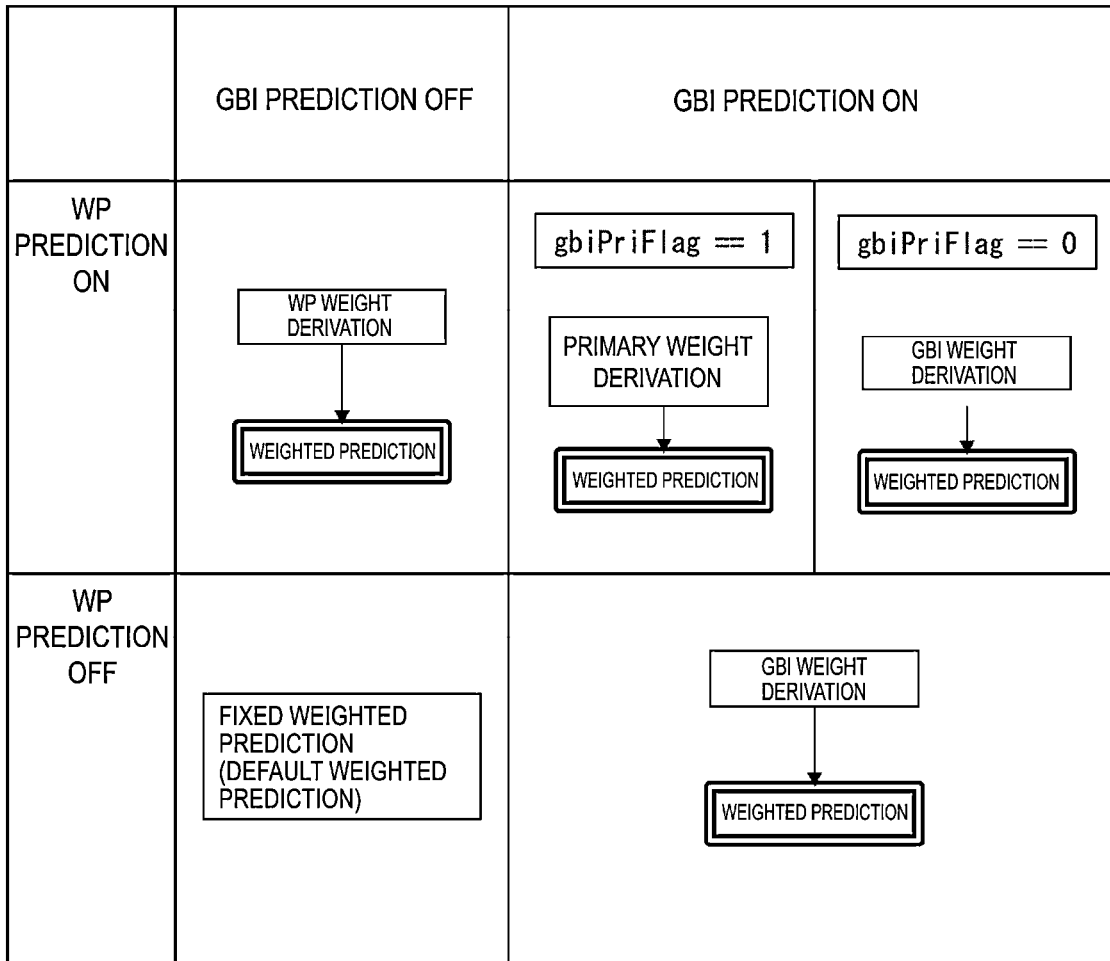 GBI PREDICTION OFF
GBI PREDICTION ON
WP
PREDICTION
ON
WP WEIGHT
DERIVATION
WEIGHTED PREDICTION
gbiPriFlag == 1
PRIMARY WEIGHT
DERIVATION
WEIGHTED PREDICTION
gbiPriFlag == 0
GBI WEIGHT
DERIVATION
WEIGHTED PREDICTION
WP
PREDICTION
OFF
FIXED WEIGHTED
PREDICTION
(DEFAULT WEIGHTED
PREDICTION)
GBI WEIGHT
DERIVATION
WEIGHTED PREDICTION